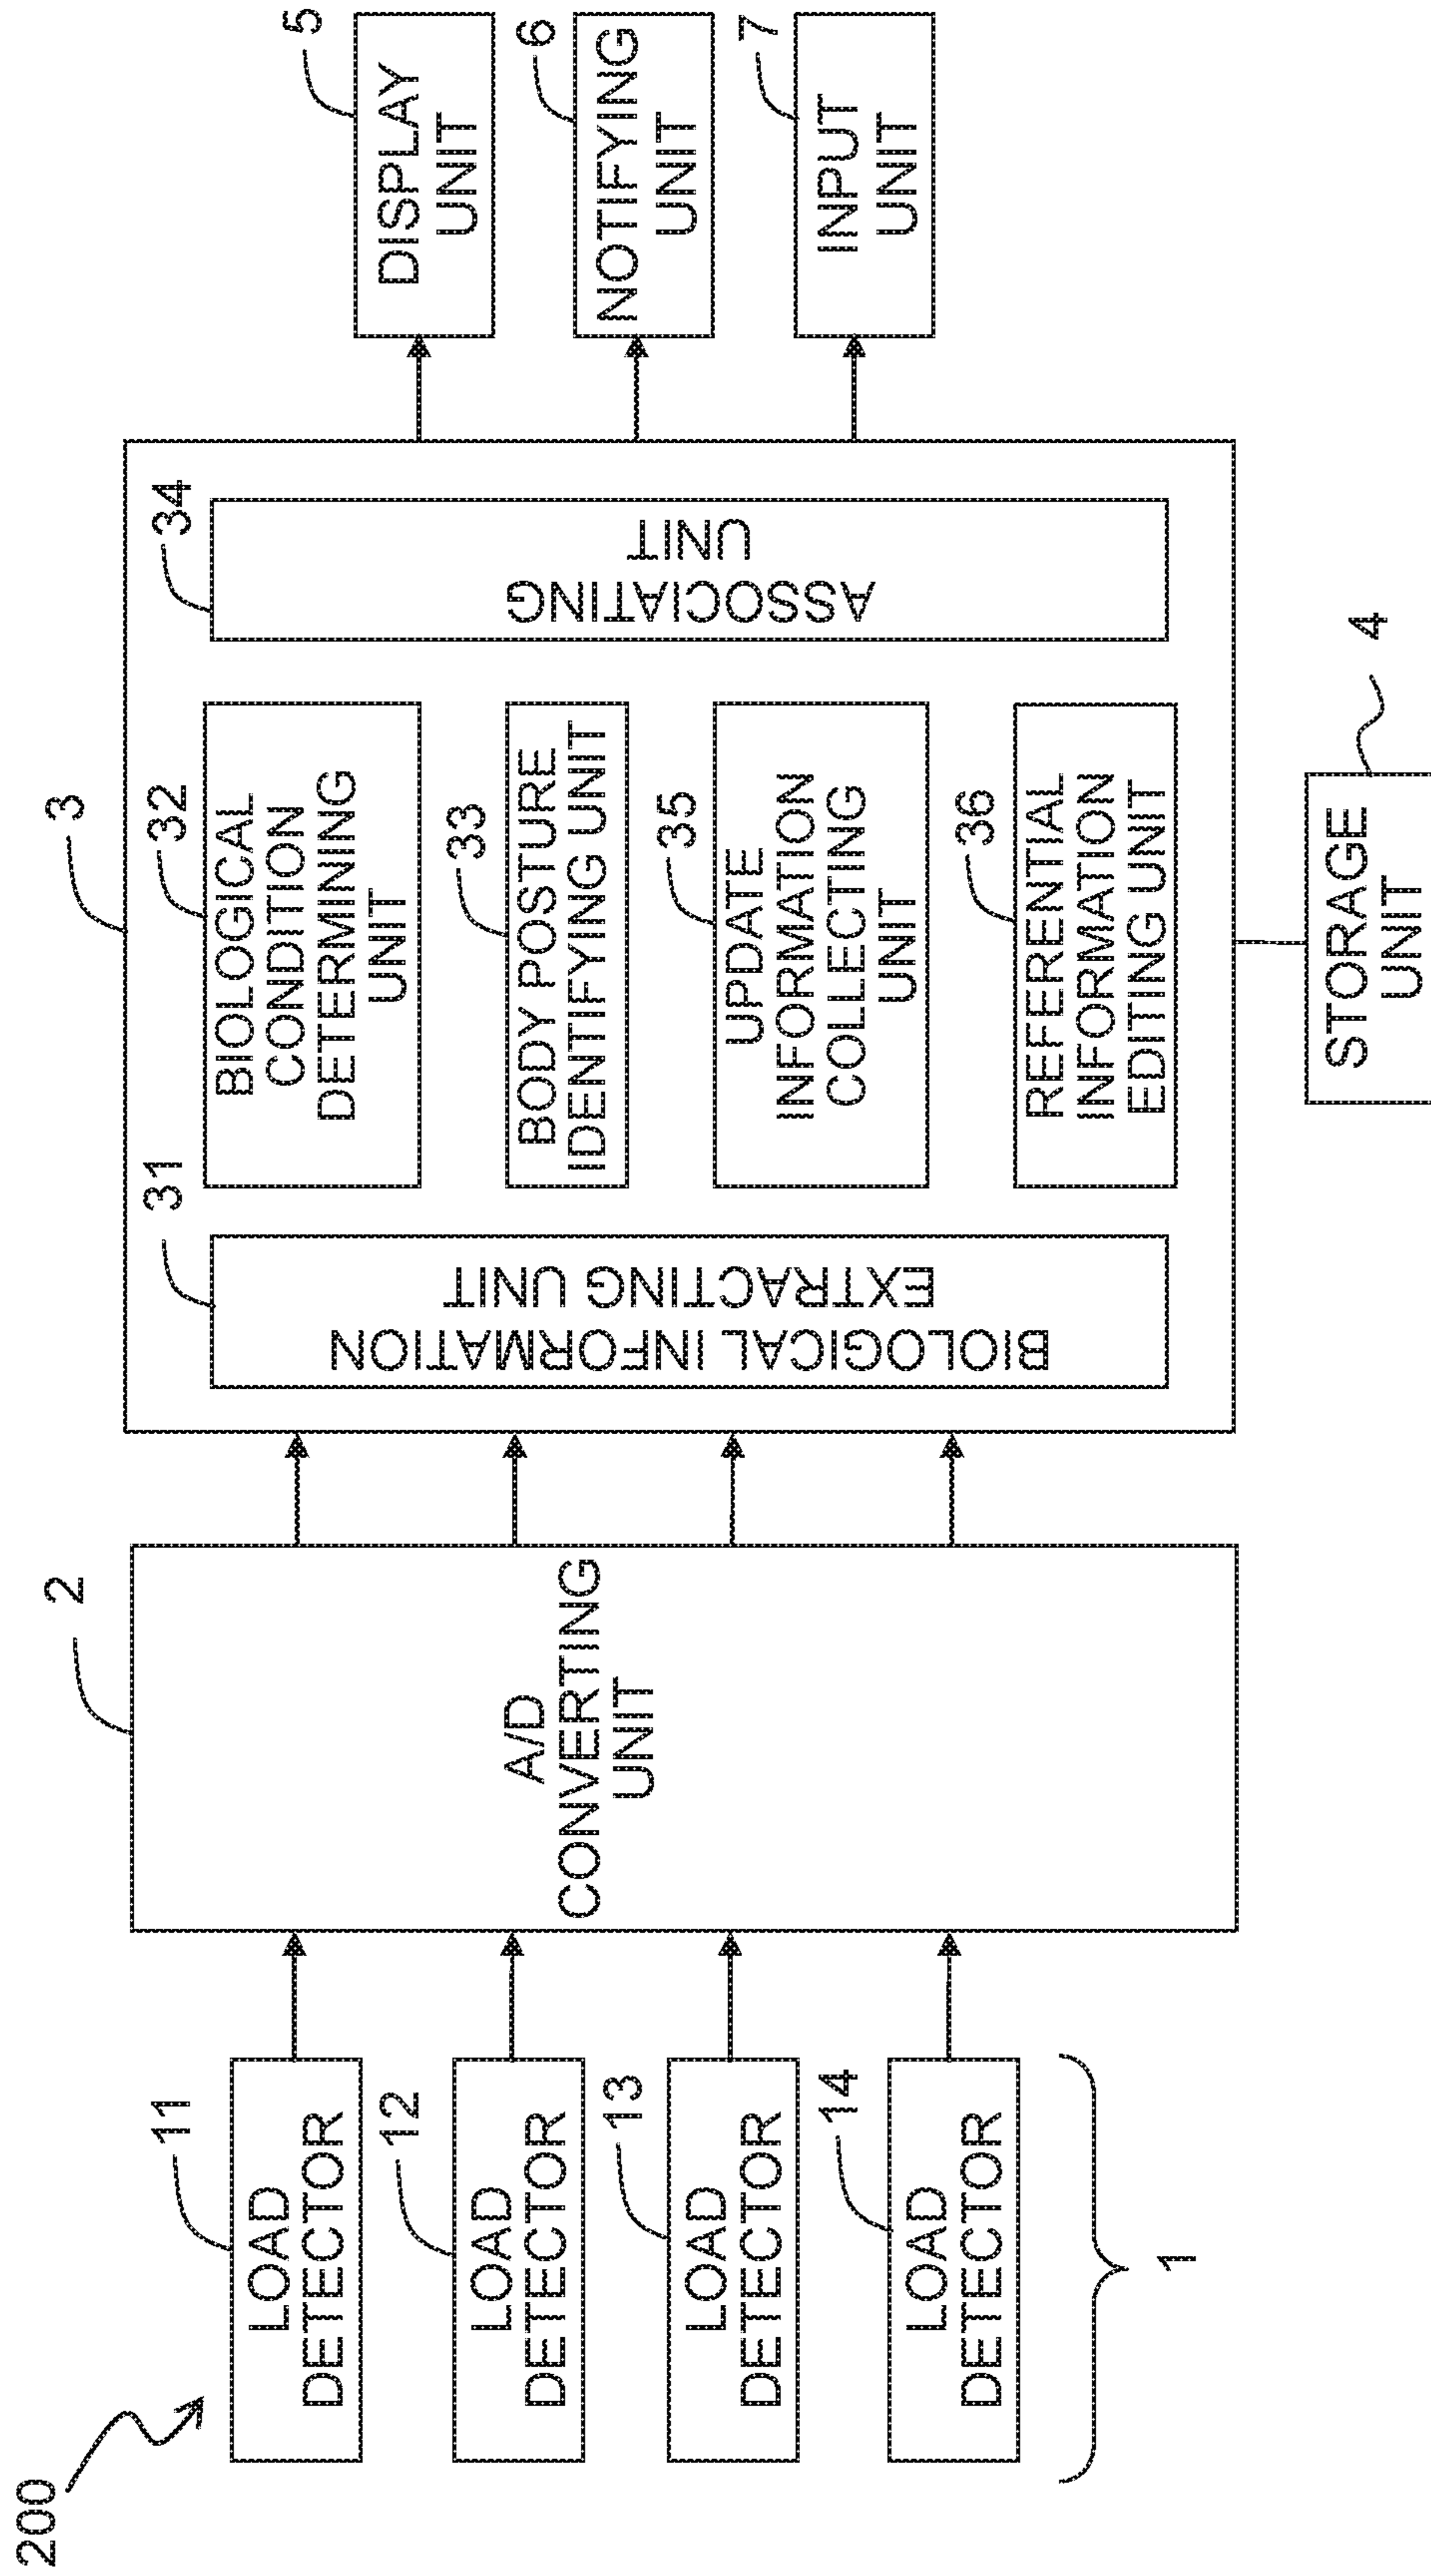 200
11
LOAD
DETECTOR
12
LOAD
DETECTOR
13
LOAD
DETECTOR
14
LOAD
DETECTOR
1
2
A/D
CONVERTING
UNIT
3
31
BIOLOGICAL INFORMATION
EXTRACTING UNIT
32
BIOLOGICAL
CONDITION
DETERMINING
UNIT
33
BODY POSTURE
IDENTIFYING UNIT
35
UPDATE
INFORMATION
COLLECTING
UNIT
36
REFERENTIAL
INFORMATION
EDITING UNIT
34
ASSOCIATING
UNIT
4
STORAGE
UNIT
5
DISPLAY
UNIT
6
NOTIFYING
UNIT
7
INPUT
UNIT